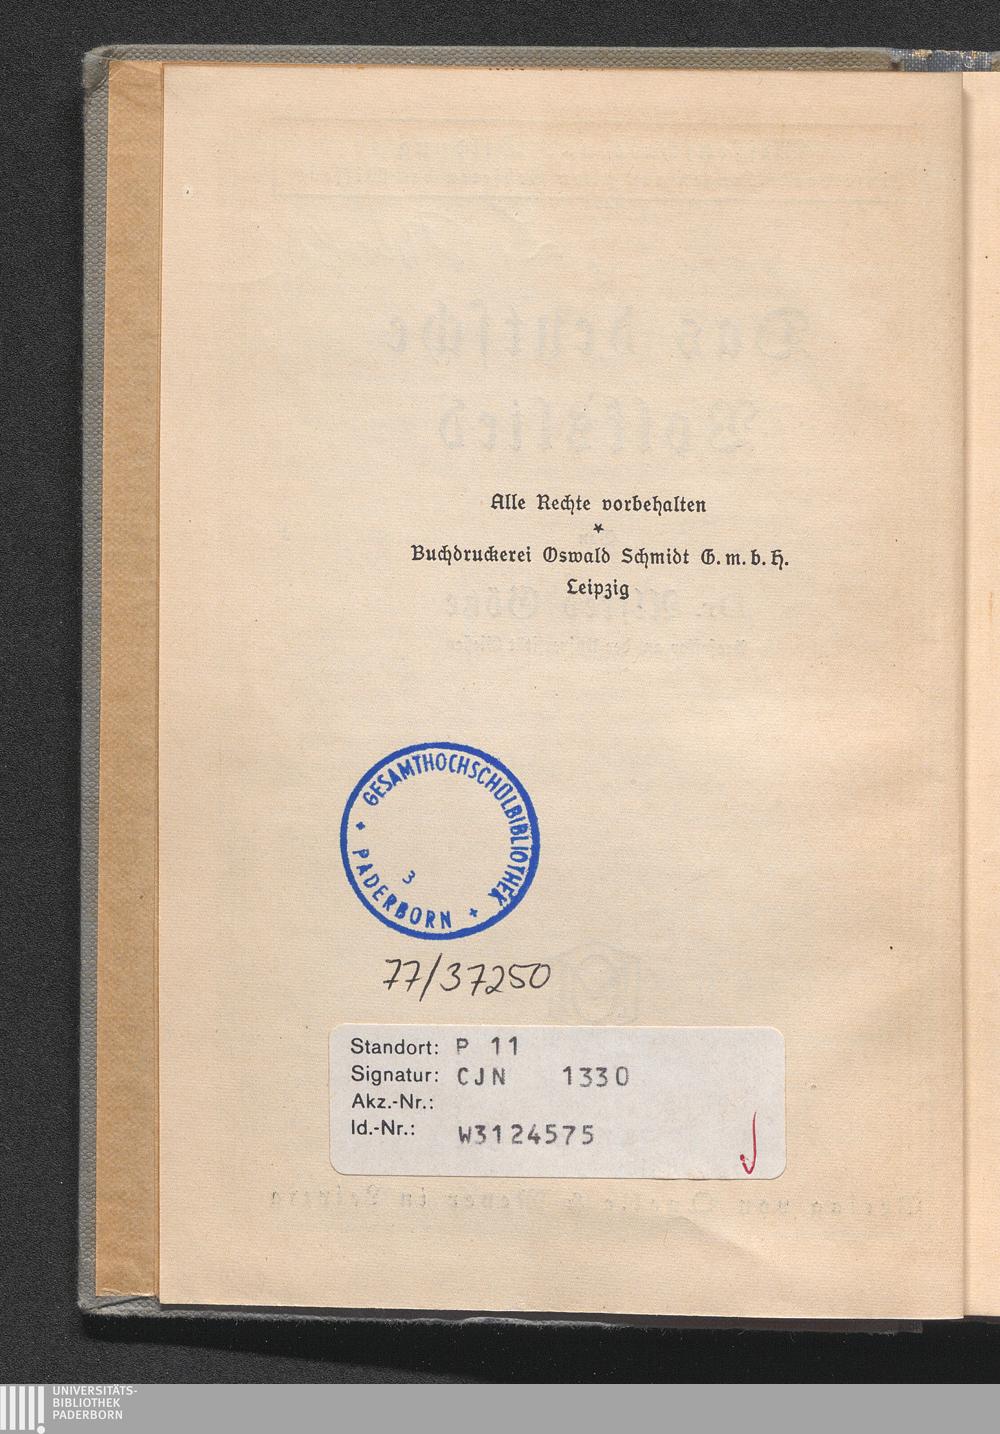 Alle Rechte vorbehalten
*
Buchdruckerei Oswald Schmidt G. m. b. H.
Leipzig
GESAMTHOCHSCHULBIBLIOTHEK
+ PADERBORN +
3
77/37250
Standort: P 11
Signatur: CJN 1330
Akz.-Nr.:
Id.-Nr.: W3124575
UNIVERSITÄTS-
BIBLIOTHEK
PADERBORN